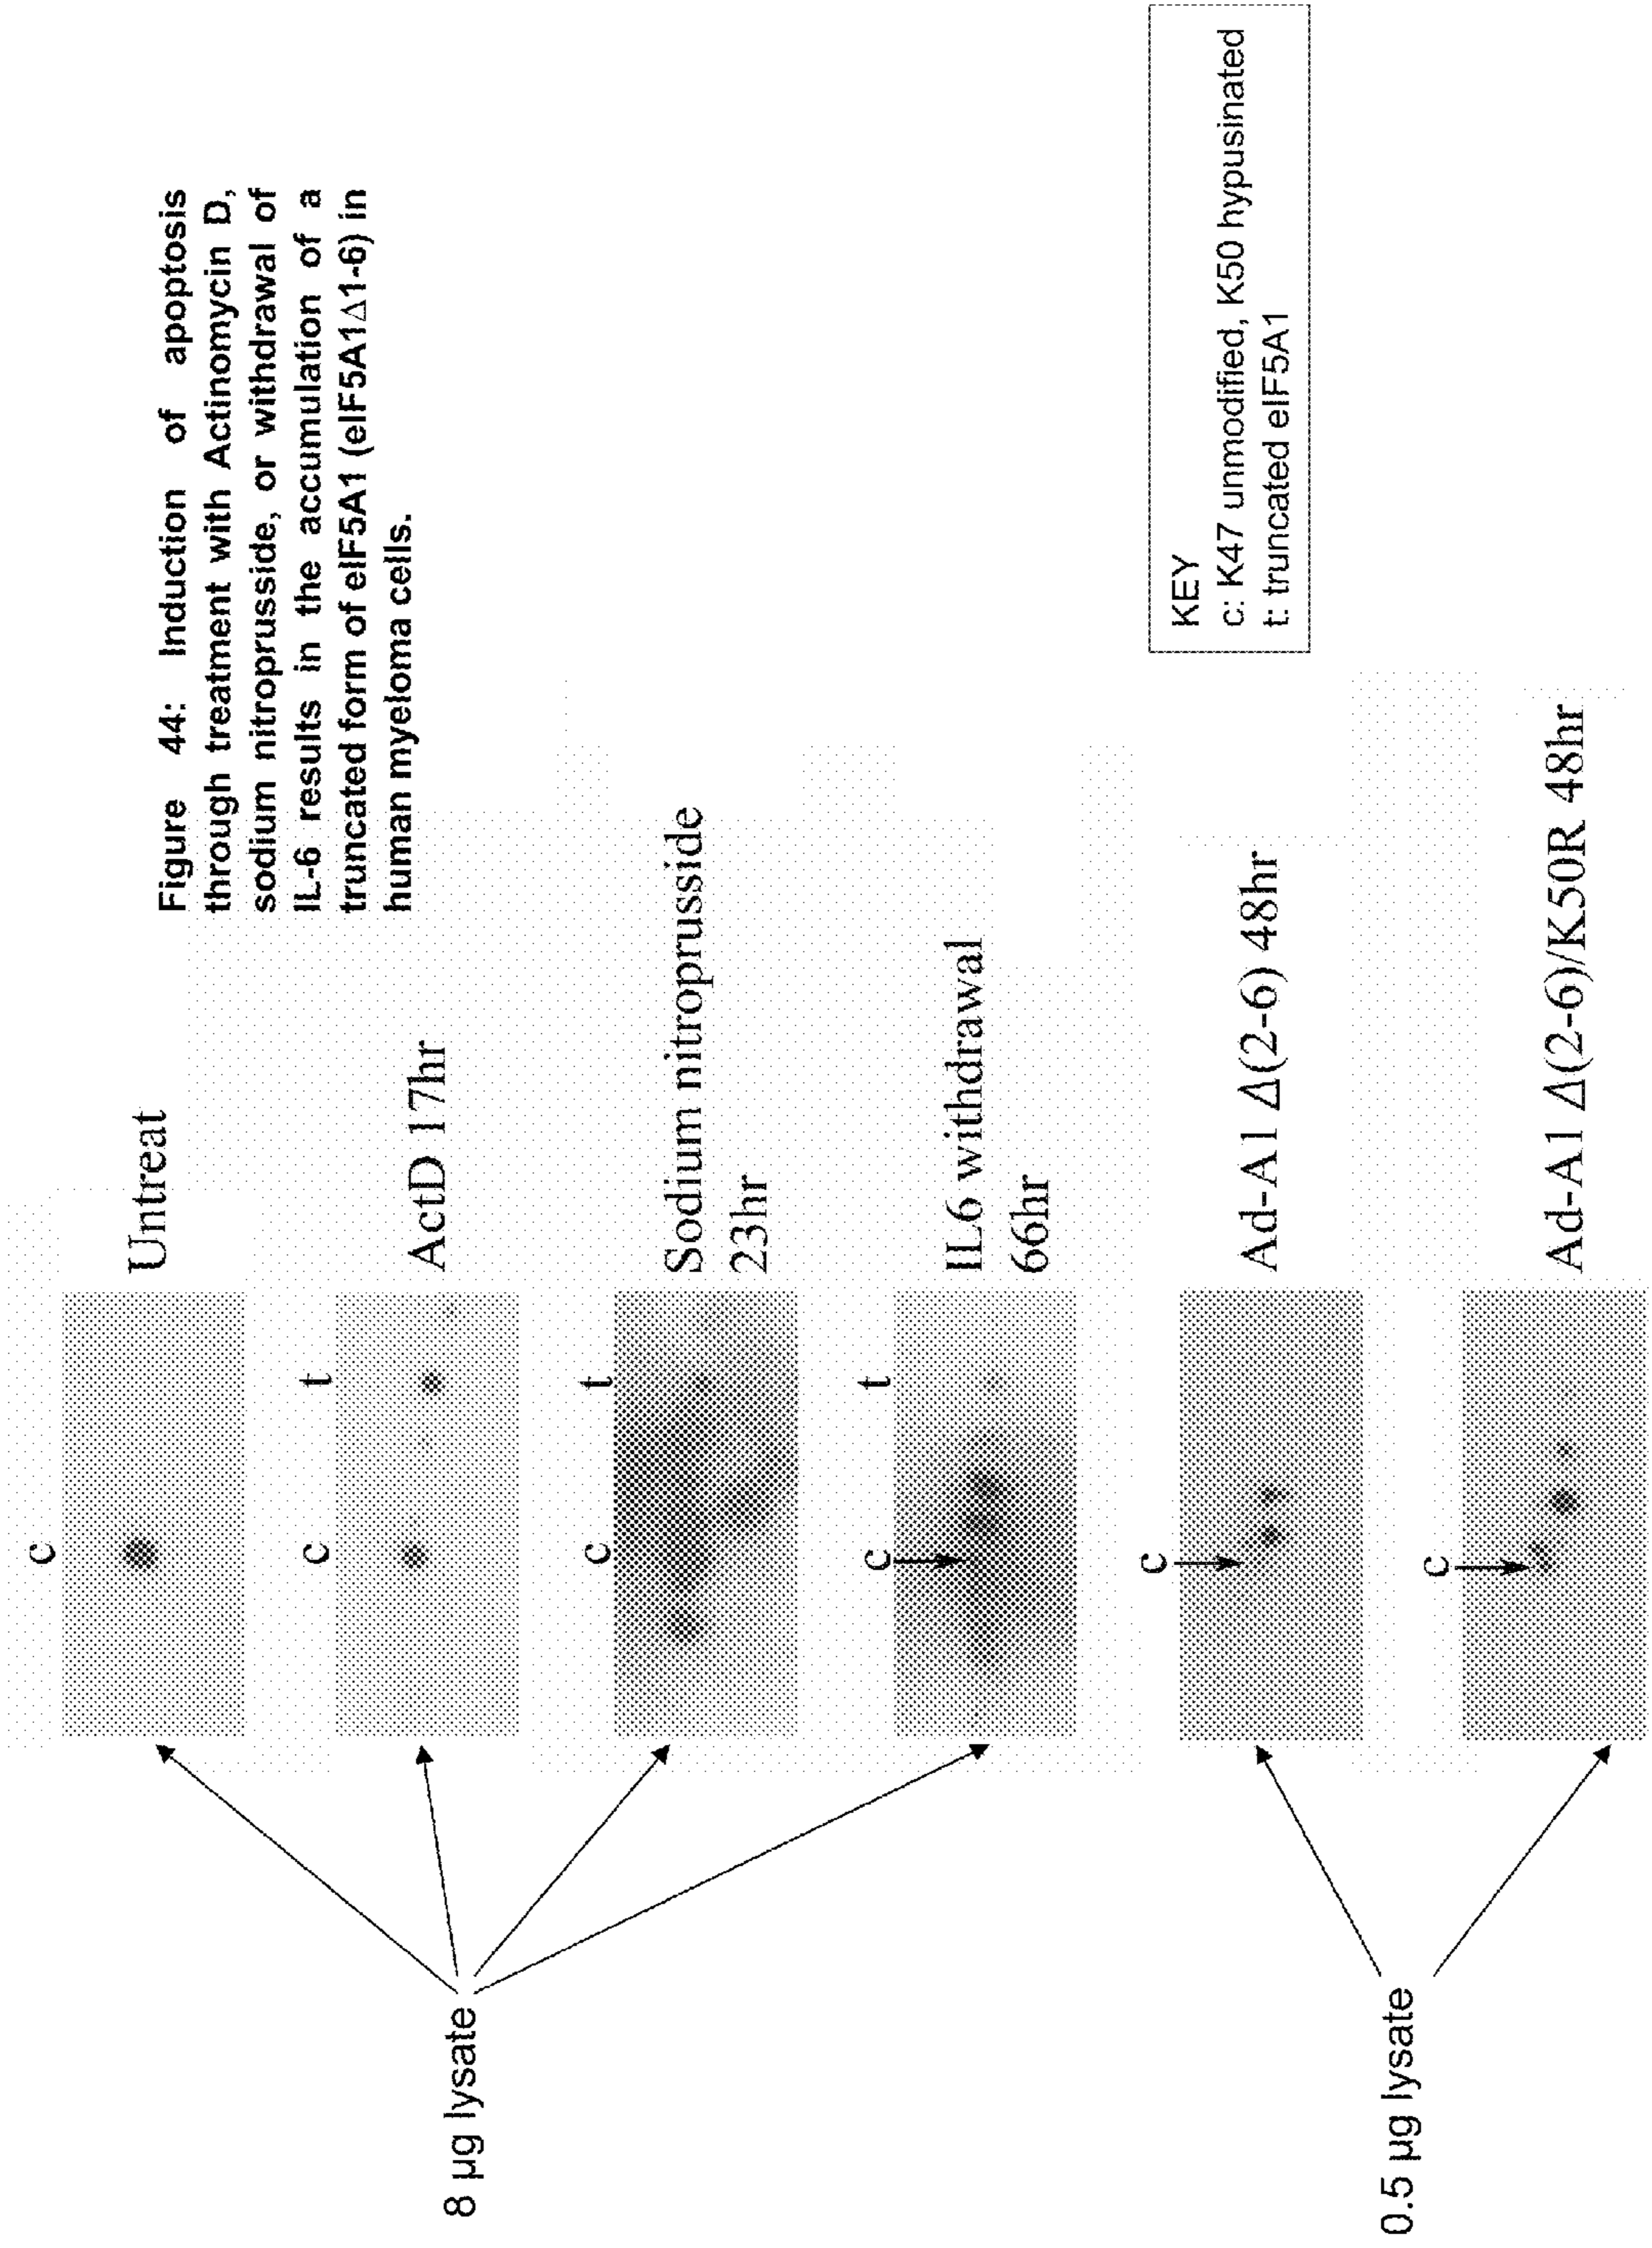 Figure 44: Induction of apoptosis
through treatment with Actinomycin D,
sodium nitroprusside, or withdrawal of
IL-6 results in the accumulation of a
truncated form of eIF5A1 (eIF5A1Δ1-6) in
human myeloma cells.
8 µg lysate
c
Untreat
c t
ActD 17hr
c t
Sodium nitroprusside
23hr
c t
IL6 withdrawal
66hr
0.5 µg lysate
c
Ad-A1 Δ(2-6) 48hr
c
Ad-A1 Δ(2-6)/K50R 48hr
KEY
c: K47 unmodified, K50 hypusinated
t: truncated eIF5A1